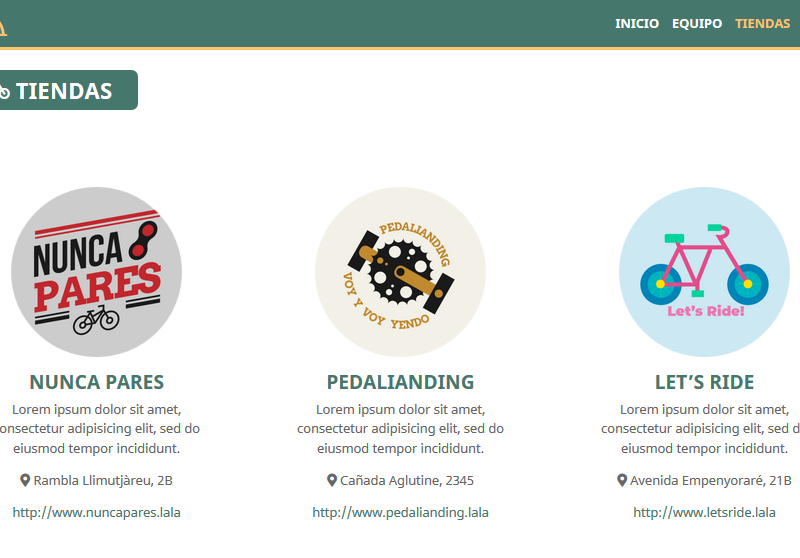 INICIO EQUIPO TIENDAS
TIENDAS
NUNCA
PARES
PEDALIANDING
VOY Y VOY YENDO
Let's Ride!
NUNCA PARES
Lorem ipsum dolor sit amet,
onsectetur adipisicing elit, sed do
eiusmod tempor incididunt.
Rambla Llimutjàreu, 2B
http://www.nuncapares.lala
PEDALIANDING
Lorem ipsum dolor sit amet,
consectetur adipisicing elit, sed do
eiusmod tempor incididunt.
Cañada Aglutine, 2345
http://www.pedalianding.lala
LET’S RIDE
Lorem ipsum dolor sit amet,
consectetur adipisicing elit, sed d
eiusmod tempor incididunt.
Avenida Empenyoraré, 21B
http://www.letsride.lala